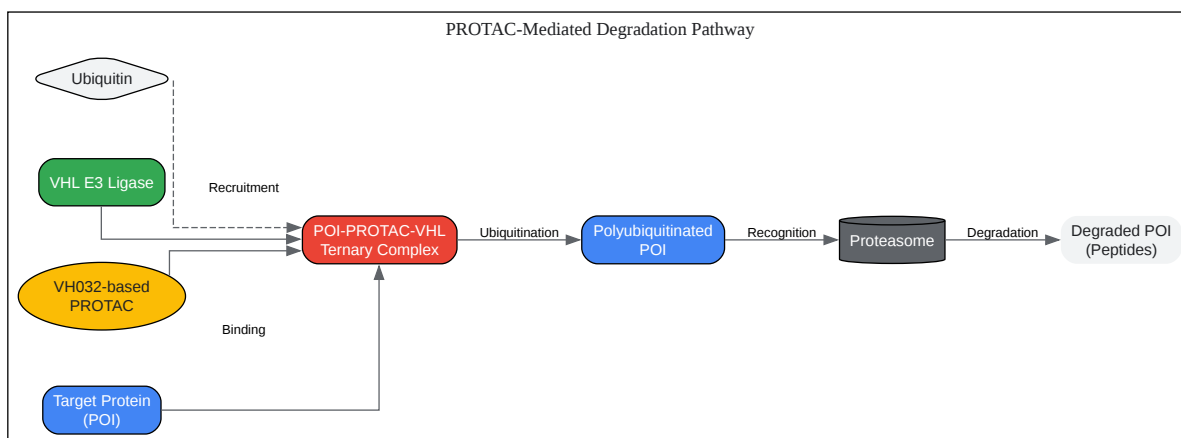 PROTAC-Mediated Degradation Pathway
Ubiquitin
VHL E3 Ligase
Recruitment
POI-PROTAC-VHL
Ternary Complex
Ubiquitination
Polyubiquitinated
POI
Recognition
Proteasome
Degradation
Degraded POI
(Peptides)
VH032-based
PROTAC
Binding
Target Protein
(POI)